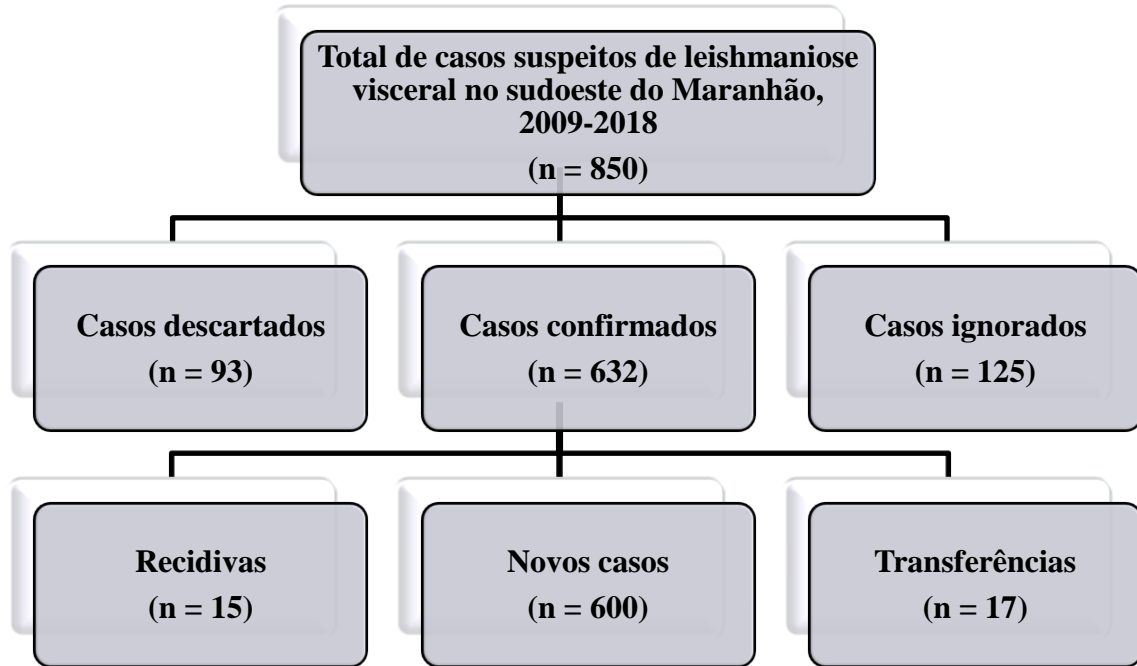 Total de casos suspeitos de leishmaniose
visceral no sudoeste do Maranhão,
2009-2018
(n = 850)
Casos descartados
(n = 93)
Casos confirmados
(n = 632)
Casos ignorados
(n = 125)
Recidivas
(n = 15)
Novos casos
(n = 600)
Transferências
(n = 17)